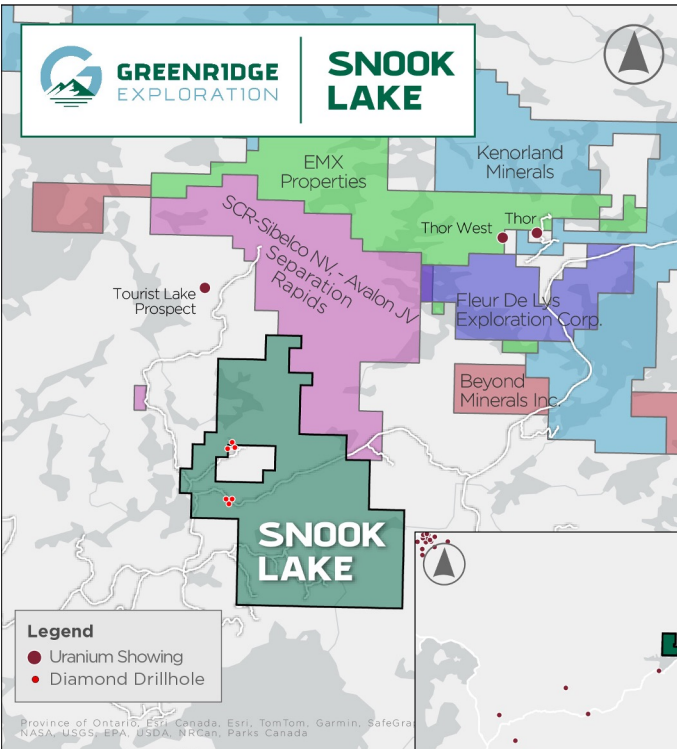 GREENRIDGE
EXPLORATION
SNOOK
LAKE
EMX
Properties
Kenorland
Minerals
SCR-Sibelco NV. - Avalon JV
Separation
Rapids
Thor West
Thor
Tourist Lake
Prospect
Fleur De Lys
Exploration Corp.
Beyond
Minerals Inc.
SNOOK
LAKE
Legend
Uranium Showing
Diamond Drillhole
Province of Ontario, Esri Canada, Esri, TomTom, Garmin, SafeGra
NASA, USGS, EPA, USDA, NRCan, Parks Canada